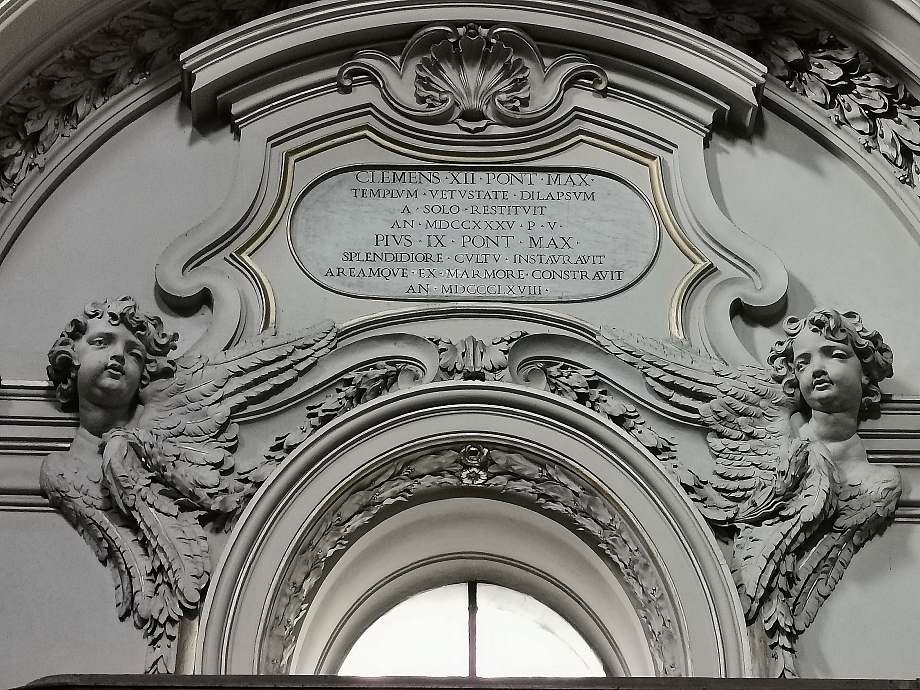 CLEMENS · XII · PONT · MAX ·
TEMPLVM · VETVSTATE · DILAPSVM
A · SOLO · RESTITVIT
AN · MDCCXXXV · P · V ·
PIVS · IX · PONT · MAX ·
SPLENDIDIORE · CVLTV · INSTAVRAVIT
AREAMQVE · EX · MARMORE · CONSTRAVIT
AN · MDCCCLXVIII ·